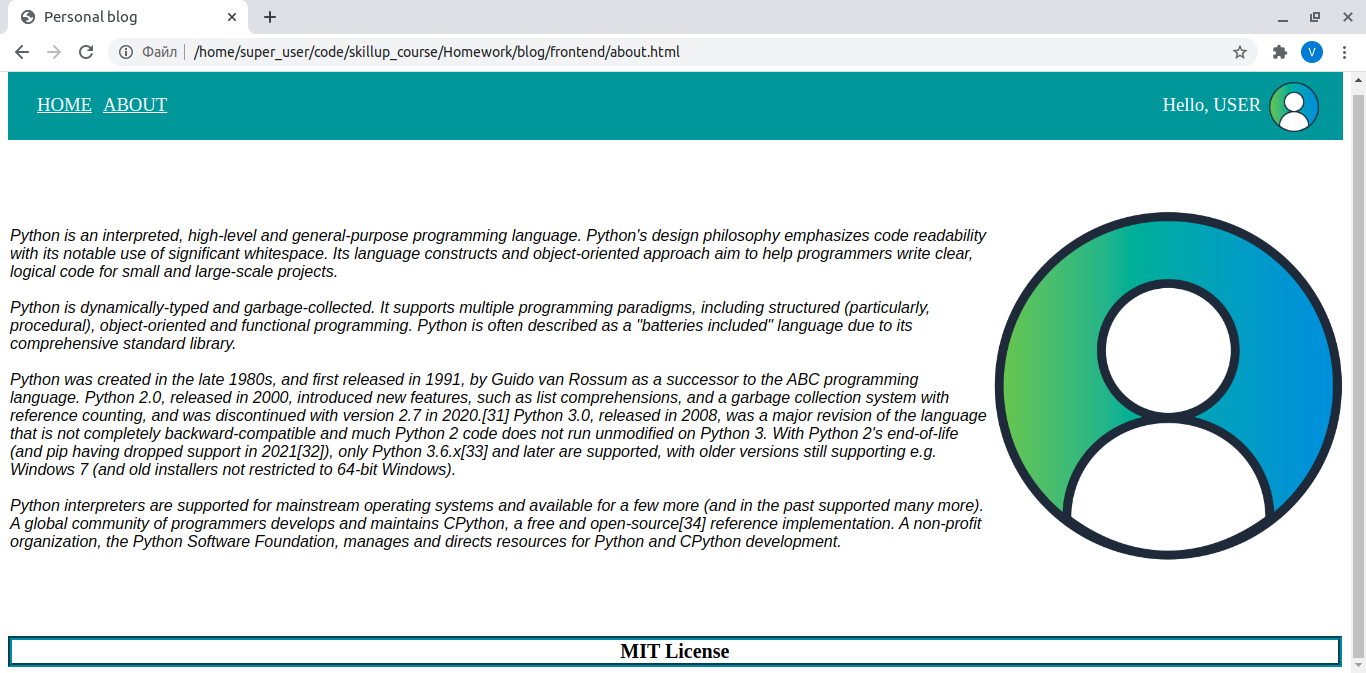 Personal blog
Файл
/home/super_user/code/skillup_course/Homework/blog/frontend/about.html
V
HOME ABOUT
Hello, USER
Python is an interpreted, high-level and general-purpose programming language. Python's design philosophy emphasizes code readability
with its notable use of significant whitespace. Its language constructs and object-oriented approach aim to help programmers write clear,
logical code for small and large-scale projects.
Python is dynamically-typed and garbage-collected. It supports multiple programming paradigms, including structured (particularly,
procedural), object-oriented and functional programming. Python is often described as a "batteries included" language due to its
comprehensive standard library.
Python was created in the late 1980s, and first released in 1991, by Guido van Rossum as a successor to the ABC programming
language. Python 2.0, released in 2000, introduced new features, such as list comprehensions, and a garbage collection system with
reference counting, and was discontinued with version 2.7 in 2020.[31] Python 3.0, released in 2008, was a major revision of the language
that is not completely backward-compatible and much Python 2 code does not run unmodified on Python 3. With Python 2's end-of-life
(and pip having dropped support in 2021[32]), only Python 3.6.x[33] and later are supported, with older versions still supporting e.g.
Windows 7 (and old installers not restricted to 64-bit Windows).
Python interpreters are supported for mainstream operating systems and available for a few more (and in the past supported many more).
A global community of programmers develops and maintains CPython, a free and open-source[34] reference implementation. A non-profit
organization, the Python Software Foundation, manages and directs resources for Python and CPython development.
MIT License